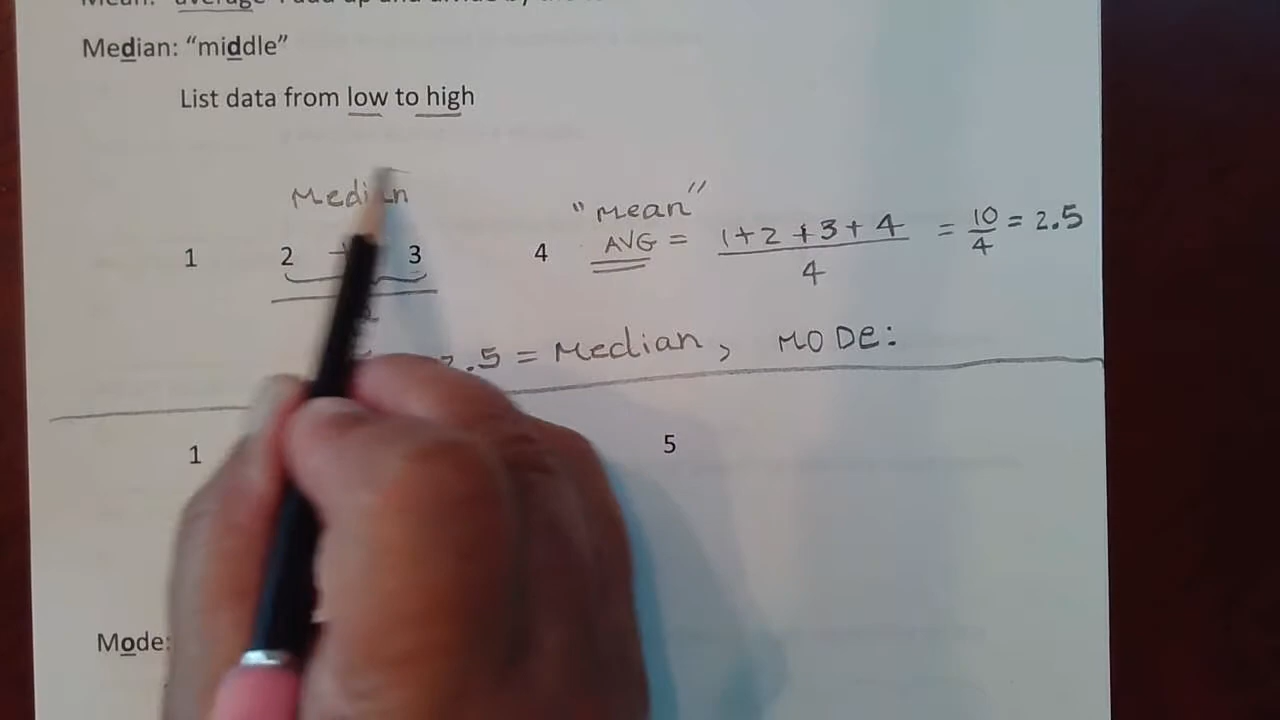 Median: “middle”
List data from low to high
Median
"Mean"
1 2 + 3 4 AVG = 1+2+3+4 = 10 = 2.5
4 4
.5 = Median, MODE:
1 5
Mode: